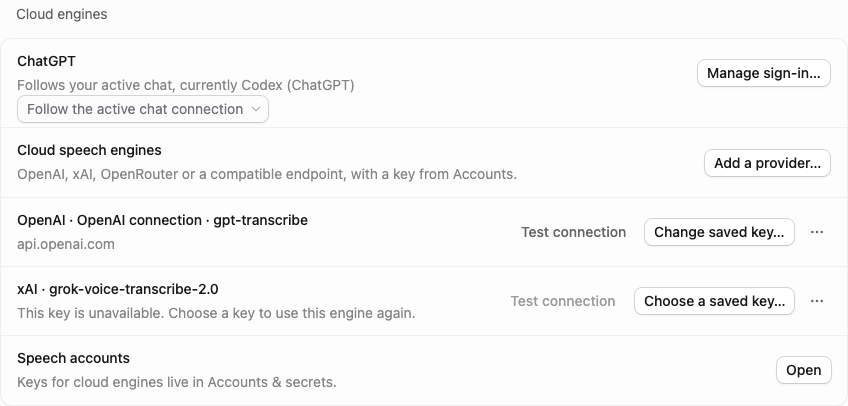 Cloud engines
ChatGPT
Follows your active chat, currently Codex (ChatGPT)
Manage sign-in...
Follow the active chat connection
Cloud speech engines
OpenAI, xAI, OpenRouter or a compatible endpoint, with a key from Accounts.
Add a provider...
OpenAI · OpenAI connection · gpt-transcribe
api.openai.com
Test connection
Change saved key...
xAI · grok-voice-transcribe-2.0
This key is unavailable. Choose a key to use this engine again.
Test connection
Choose a saved key...
Speech accounts
Keys for cloud engines live in Accounts & secrets.
Open